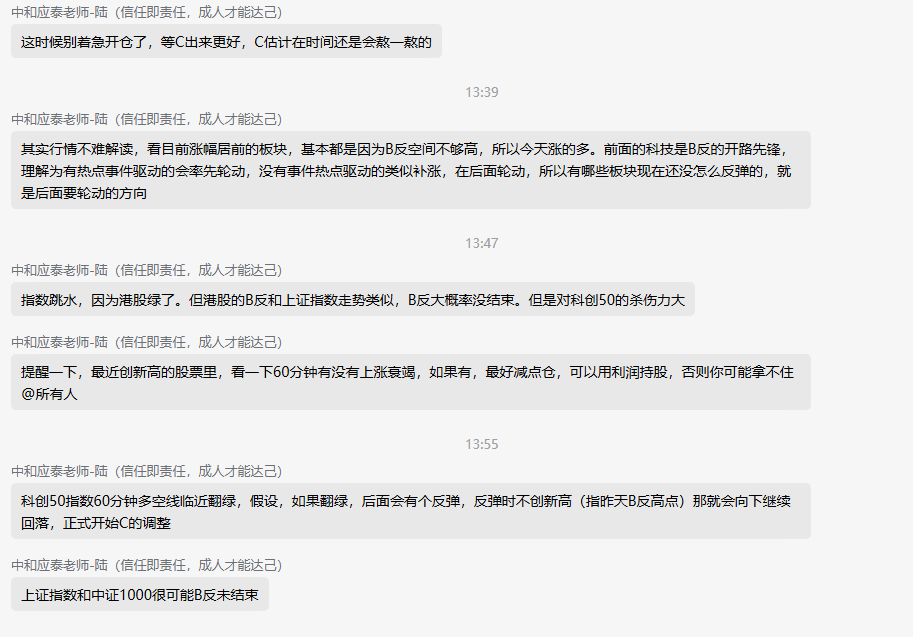 中和应泰老师-陆（信任即责任，成人才能达己）
这时候别着急开仓了，等C出来更好，C估计在时间还是会熬一熬的
13:39
中和应泰老师-陆（信任即责任，成人才能达己）
其实行情不难解读，看目前涨幅居前的板块，基本都是因为B反空间不够高，所以今天涨的多。前面的科技是B反的开路先锋，
理解为有热点事件驱动的会率先轮动，没有事件热点驱动的类似补涨，在后面轮动，所以有哪些板块现在还没怎么反弹的，就
是后面要轮动的方向
13:47
中和应泰老师-陆（信任即责任，成人才能达己）
指数跳水，因为港股绿了。但港股的B反和上证指数走势类似，B反大概率没结束。但是对科创50的杀伤力大
中和应泰老师-陆（信任即责任，成人才能达己）
提醒一下，最近创新高的股票里，看一下60分钟有没有上涨衰竭，如果有，最好减点仓，可以用利润持股，否则你可能拿不住
@所有人
13:55
中和应泰老师-陆（信任即责任，成人才能达己）
科创50指数60分钟多空线临近翻绿，假设，如果翻绿，后面会有个反弹，反弹时不创新高（指昨天B反高点）那就会向下继续
回落，正式开始C的调整
中和应泰老师-陆（信任即责任，成人才能达己）
上证指数和中证1000很可能B反未结束